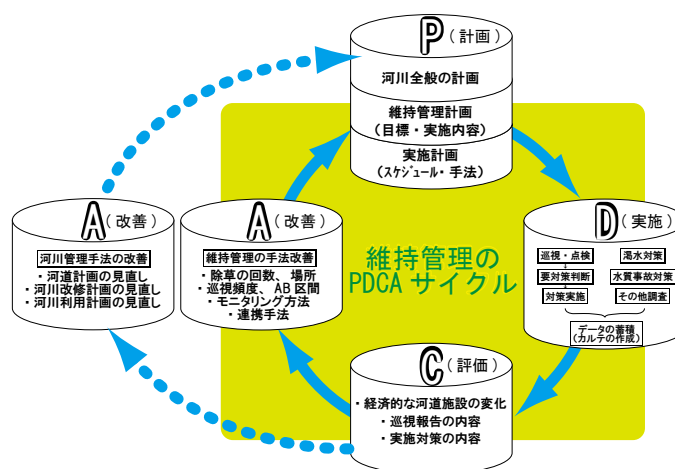 P（計画）
河川全般の計画
維持管理計画
（目標・実施内容）
実施計画
（スケジュール・手法）
A（改善）
河川管理手法の改善
・河道計画の見直し
・河川改修計画の見直し
・河川利用計画の見直し
A（改善）
維持管理の手法改善
・除草の回数、場所
・巡視頻度、AB区間
・モニタリング方法
・連携手法
維持管理の
PDCAサイクル
D（実施）
巡視・点検
要対策判断
対策実施
渇水対策
水質事故対策
その他調査
データの蓄積
（カルテの作成）
C（評価）
・経済的な河道施設の変化
・巡視報告の内容
・実施対策の内容